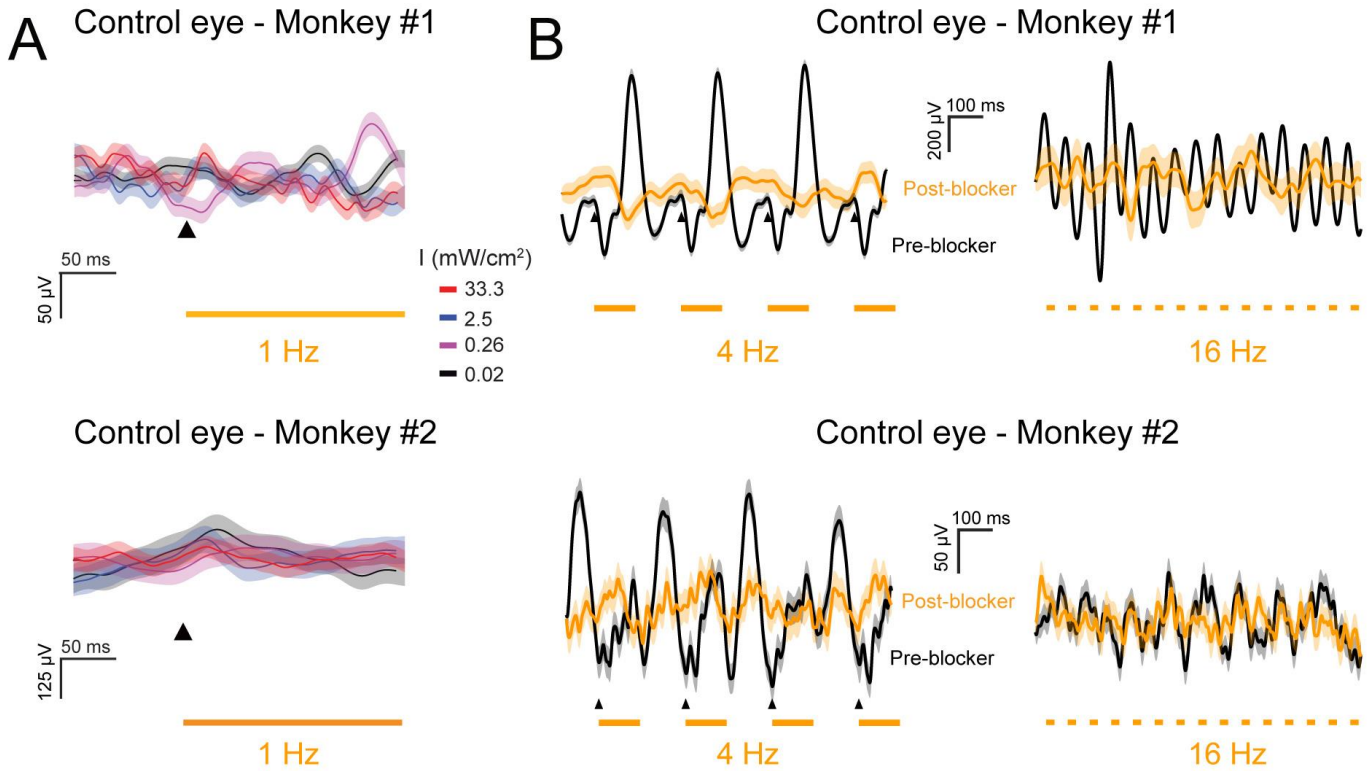 A
Control eye - Monkey #1
50 ms
50 µV
I (mW/cm²)
33.3
2.5
0.26
0.02
1 Hz
Control eye - Monkey #2
50 ms
125 µV
1 Hz
B
Control eye - Monkey #1
100 ms
200 µV
Post-blocker
Pre-blocker
4 Hz
16 Hz
Control eye - Monkey #2
100 ms
50 µV
Post-blocker
Pre-blocker
4 Hz
16 Hz